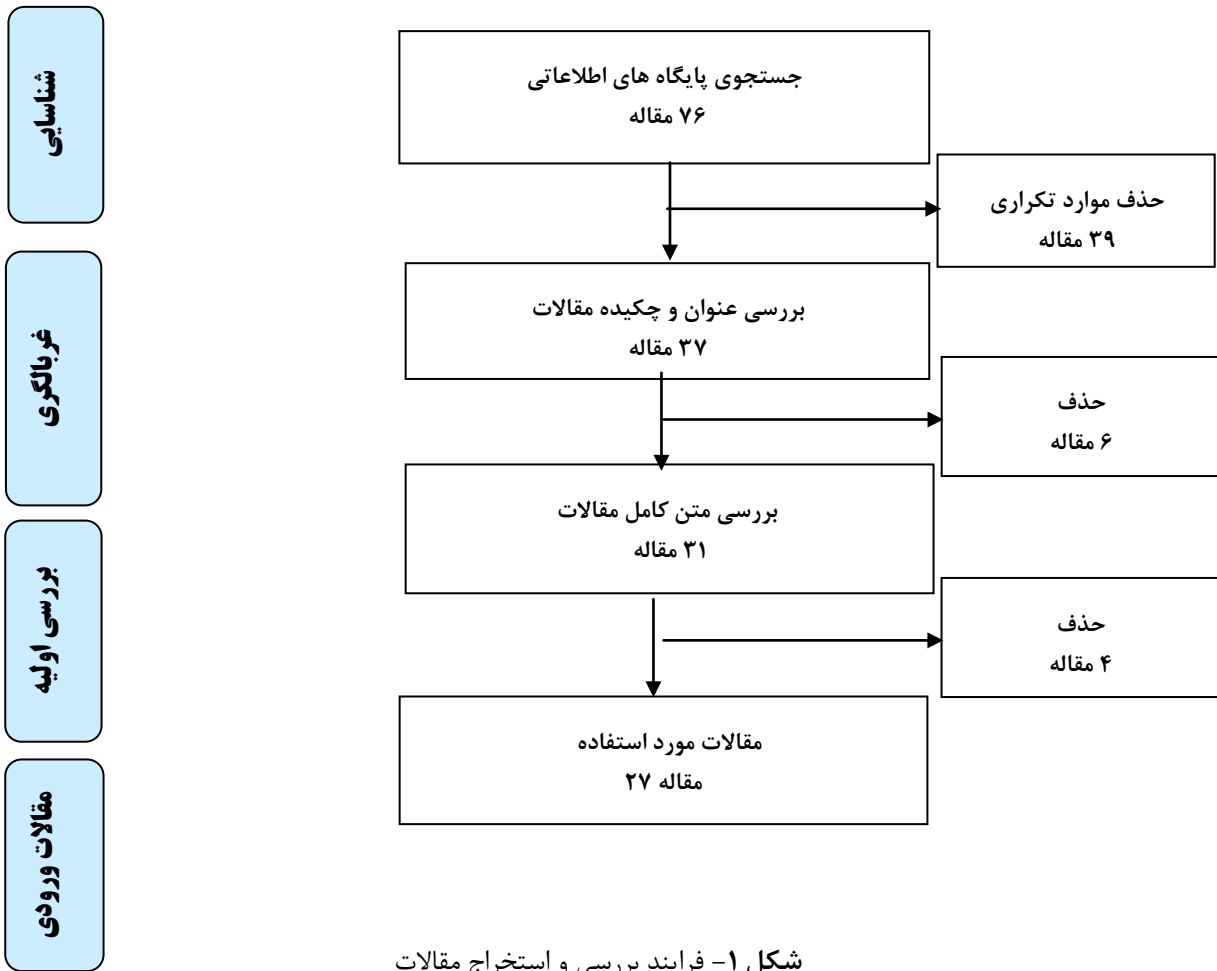 شناسایی
جستجوی پایگاه های اطلاعاتی
۷۶ مقاله
حذف موارد تکراری
۳۹ مقاله
غربالگری
بررسی عنوان و چکیده مقالات
۳۷ مقاله
حذف
۶ مقاله
بررسی اولیه
بررسی متن کامل مقالات
۳۱ مقاله
حذف
۴ مقاله
مقالات ورودی
مقالات مورد استفاده
مقاله ۲۷
شکل ۱- فرایند بررسی و استخراج مقالات